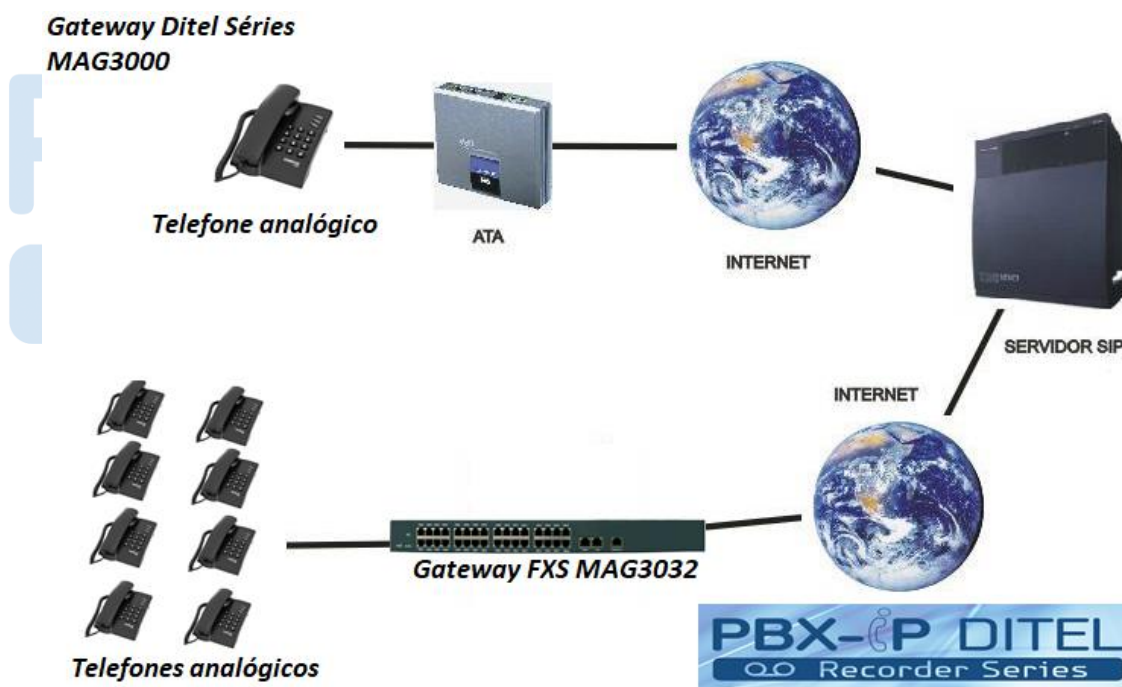 Gateway Ditel Séries
MAG3000
Telefone analógico
ATA
INTERNET
SERVIDOR SIP
INTERNET
Gateway FXS MAG3032
Telefones analógicos
PBX-iP DITEL
Recorder Series